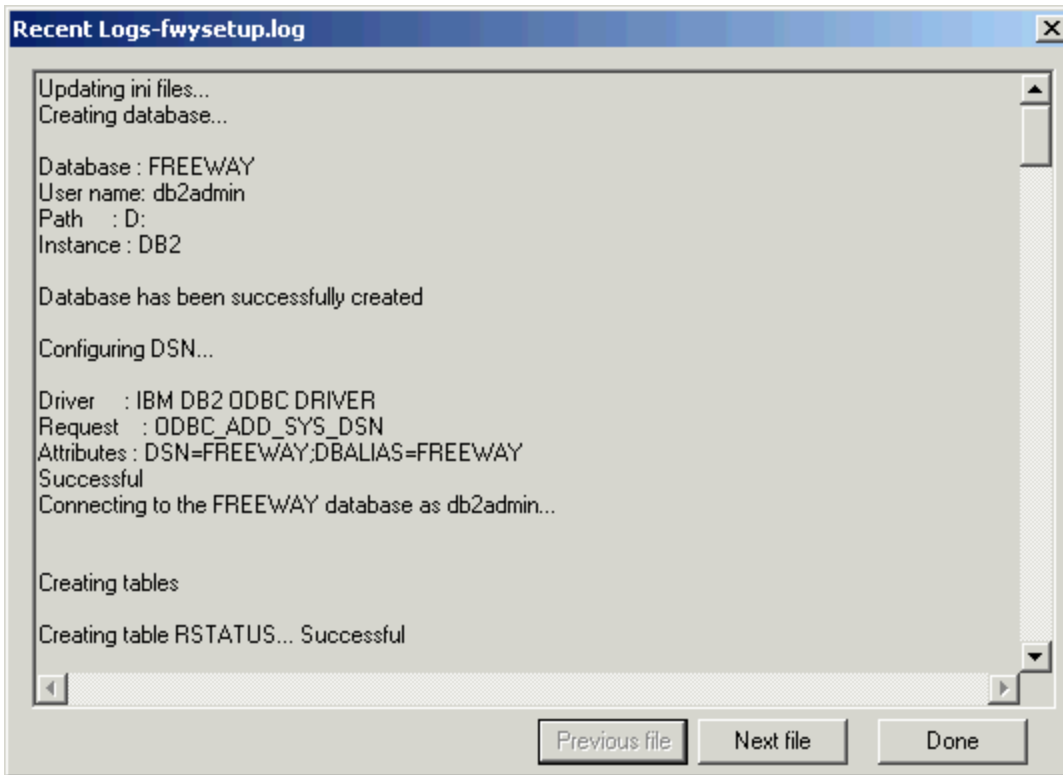 Recent Logs-fwysetup.log
Updating ini files...
Creating database...
Database : FREEWAY
User name: db2admin
Path : D:
Instance : DB2
Database has been successfully created
Configuring DSN...
Driver : IBM DB2 ODBC DRIVER
Request : ODBC_ADD_SYS_DSN
Attributes : DSN=FREEWAY;DBALIAS=FREEWAY
Successful
Connecting to the FREEWAY database as db2admin...
Creating tables
Creating table RSTATUS... Successful
Previous file Next file Done